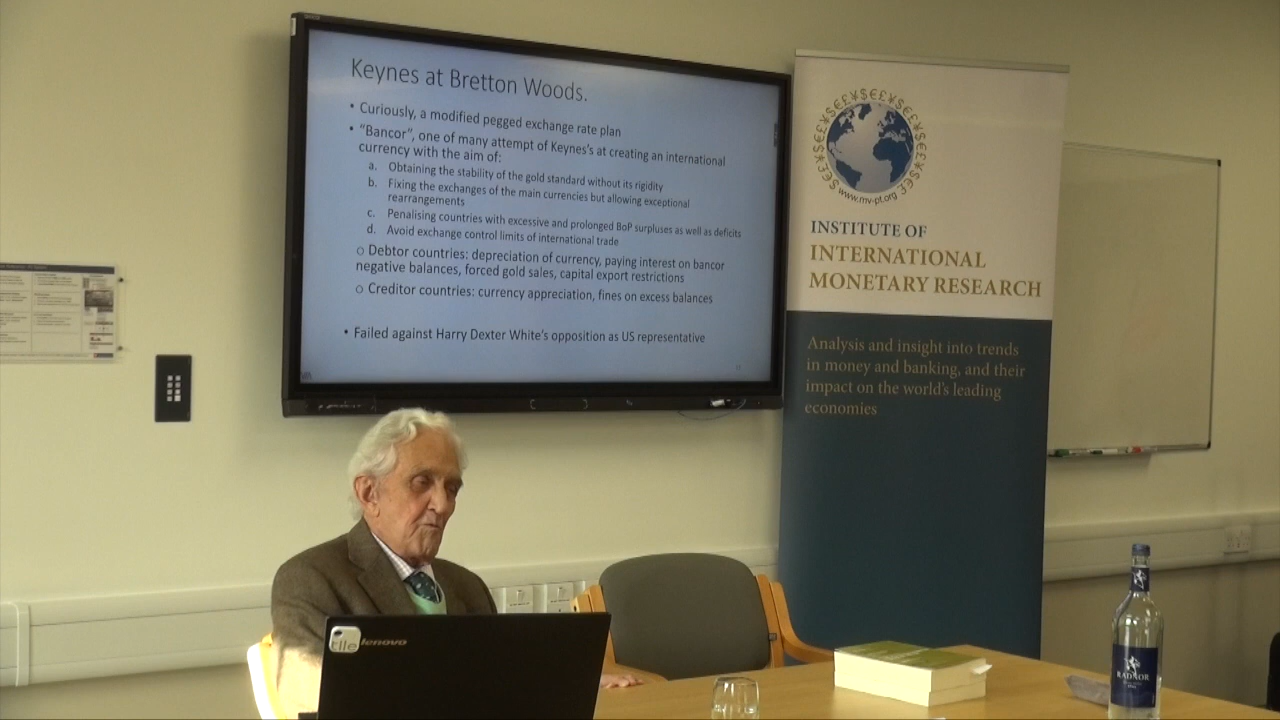 Keynes at Bretton Woods.
• Curiously, a modified pegged exchange rate plan
• “Bancor”, one of many attempt of Keynes’s at creating an international
currency with the aim of:
a. Obtaining the stability of the gold standard without its rigidity
b. Fixing the exchanges of the main currencies but allowing exceptional
rearrangements
c. Penalising countries with excessive and prolonged BoP surpluses as well as deficits
d. Avoid exchange control limits of international trade
o Debtor countries: depreciation of currency, paying interest on bancor
negative balances, forced gold sales, capital export restrictions
o Creditor countries: currency appreciation, fines on excess balances
• Failed against Harry Dexter White’s opposition as US representative
www.mv-pt.org
INSTITUTE OF
INTERNATIONAL
MONETARY RESEARCH
Analysis and insight into trends
in money and banking, and their
impact on the world’s leading
economies
lenovo
RADNOR